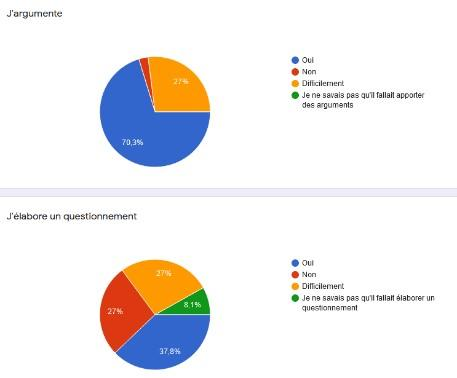 J'argumente
Oui
Non
Difficilement
Je ne savais pas qu'il fallait apporter
des arguments
27%
70,3%
J'élabore un questionnement
Oui
Non
Difficilement
Je ne savais pas qu'il fallait élaborer un
questionnement
27%
27%
8,1%
37,8%